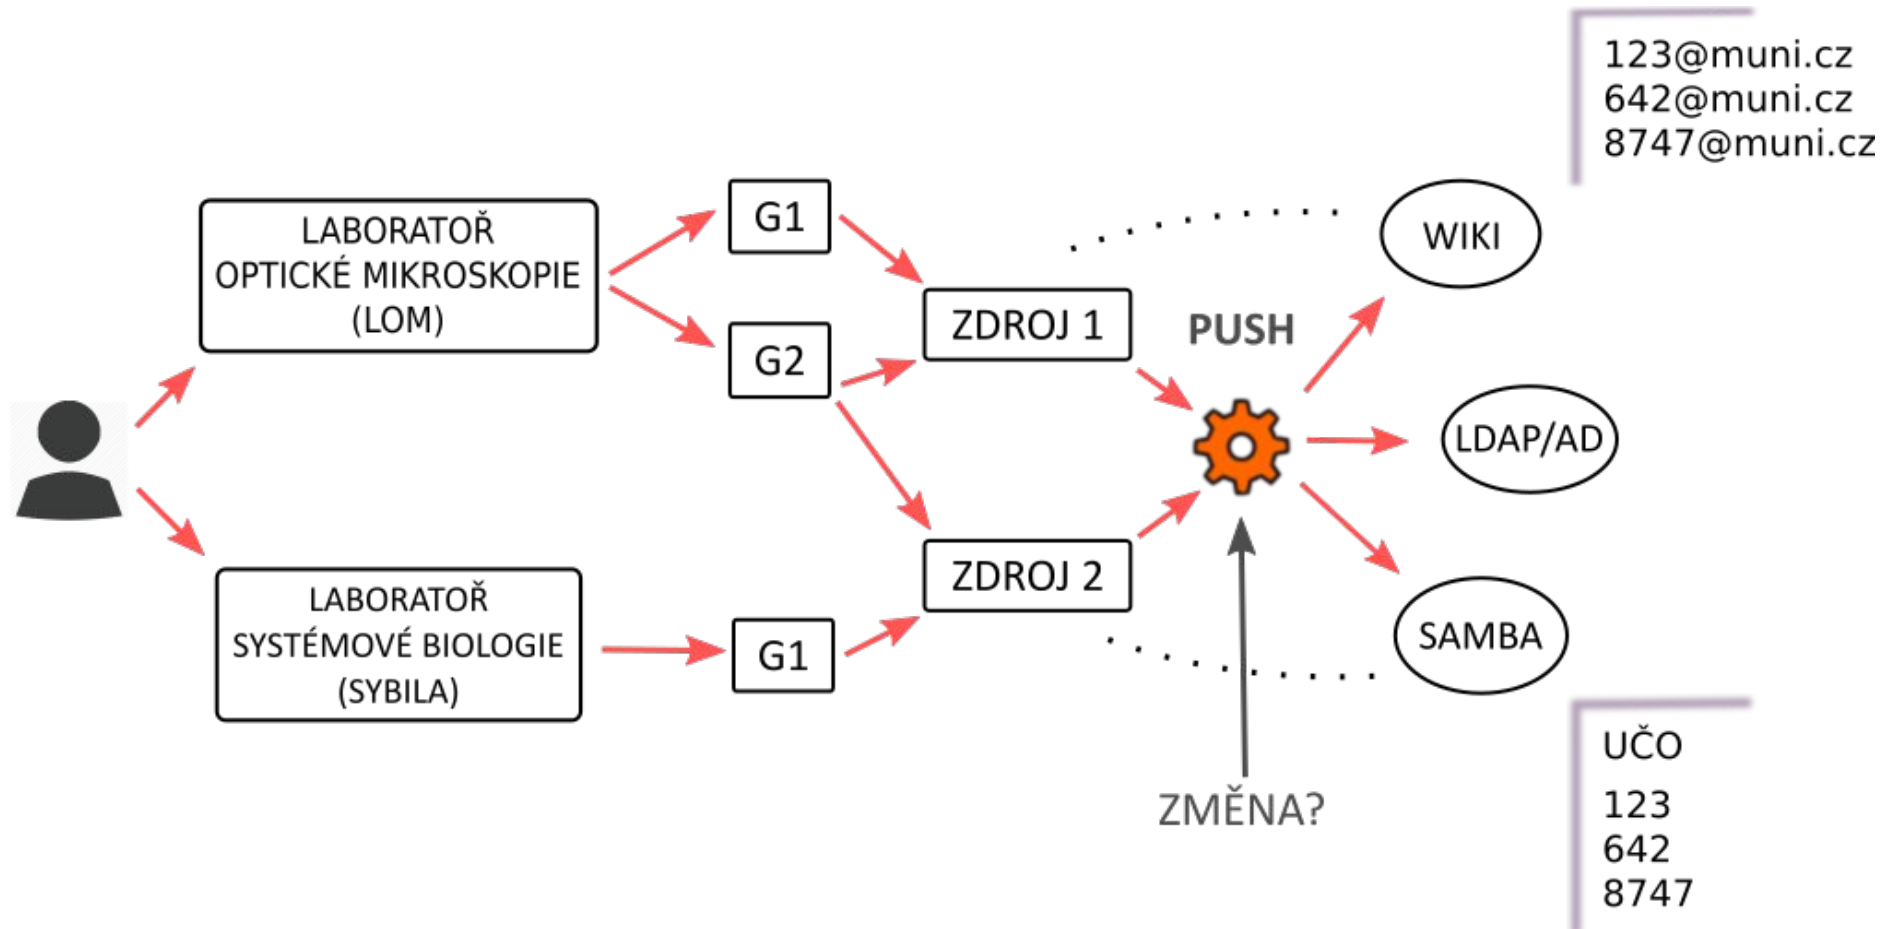 123@muni.cz
642@muni.cz
8747@muni.cz
LABORATOŘ
OPTICKÉ MIKROSKOPIE
(LOM)
G1
G2
ZDROJ 1
PUSH
WIKI
LDAP/AD
ZDROJ 2
LABORATOŘ
SYSTÉMOVÉ BIOLOGIE
(SYBILA)
G1
SAMBA
ZMĚNA?
UČO
123
642
8747